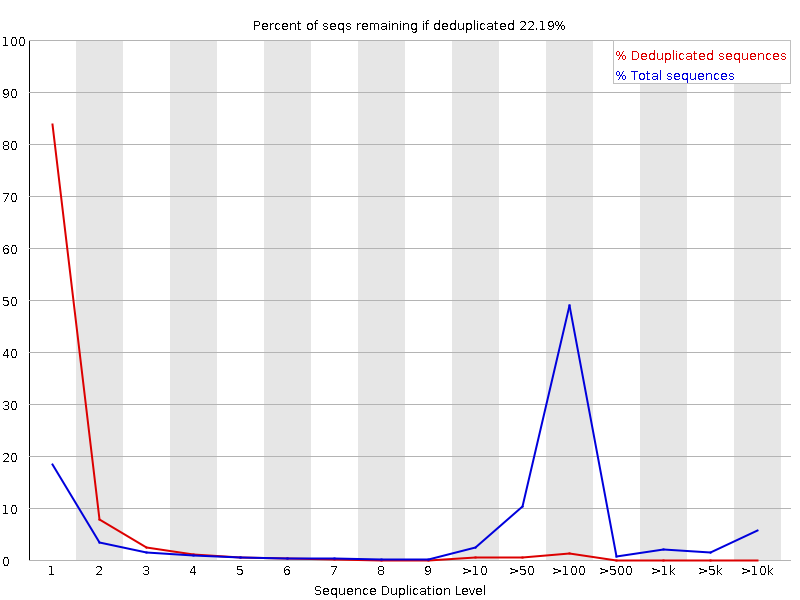 Percent of seqs remaining if deduplicated 22.19%
% Deduplicated sequences
% Total sequences
100
90
80
70
60
50
40
30
20
10
0
1 2 3 4 5 6 7 8 9 >10 >50 >100 >500 >1k >5k >10k
Sequence Duplication Level